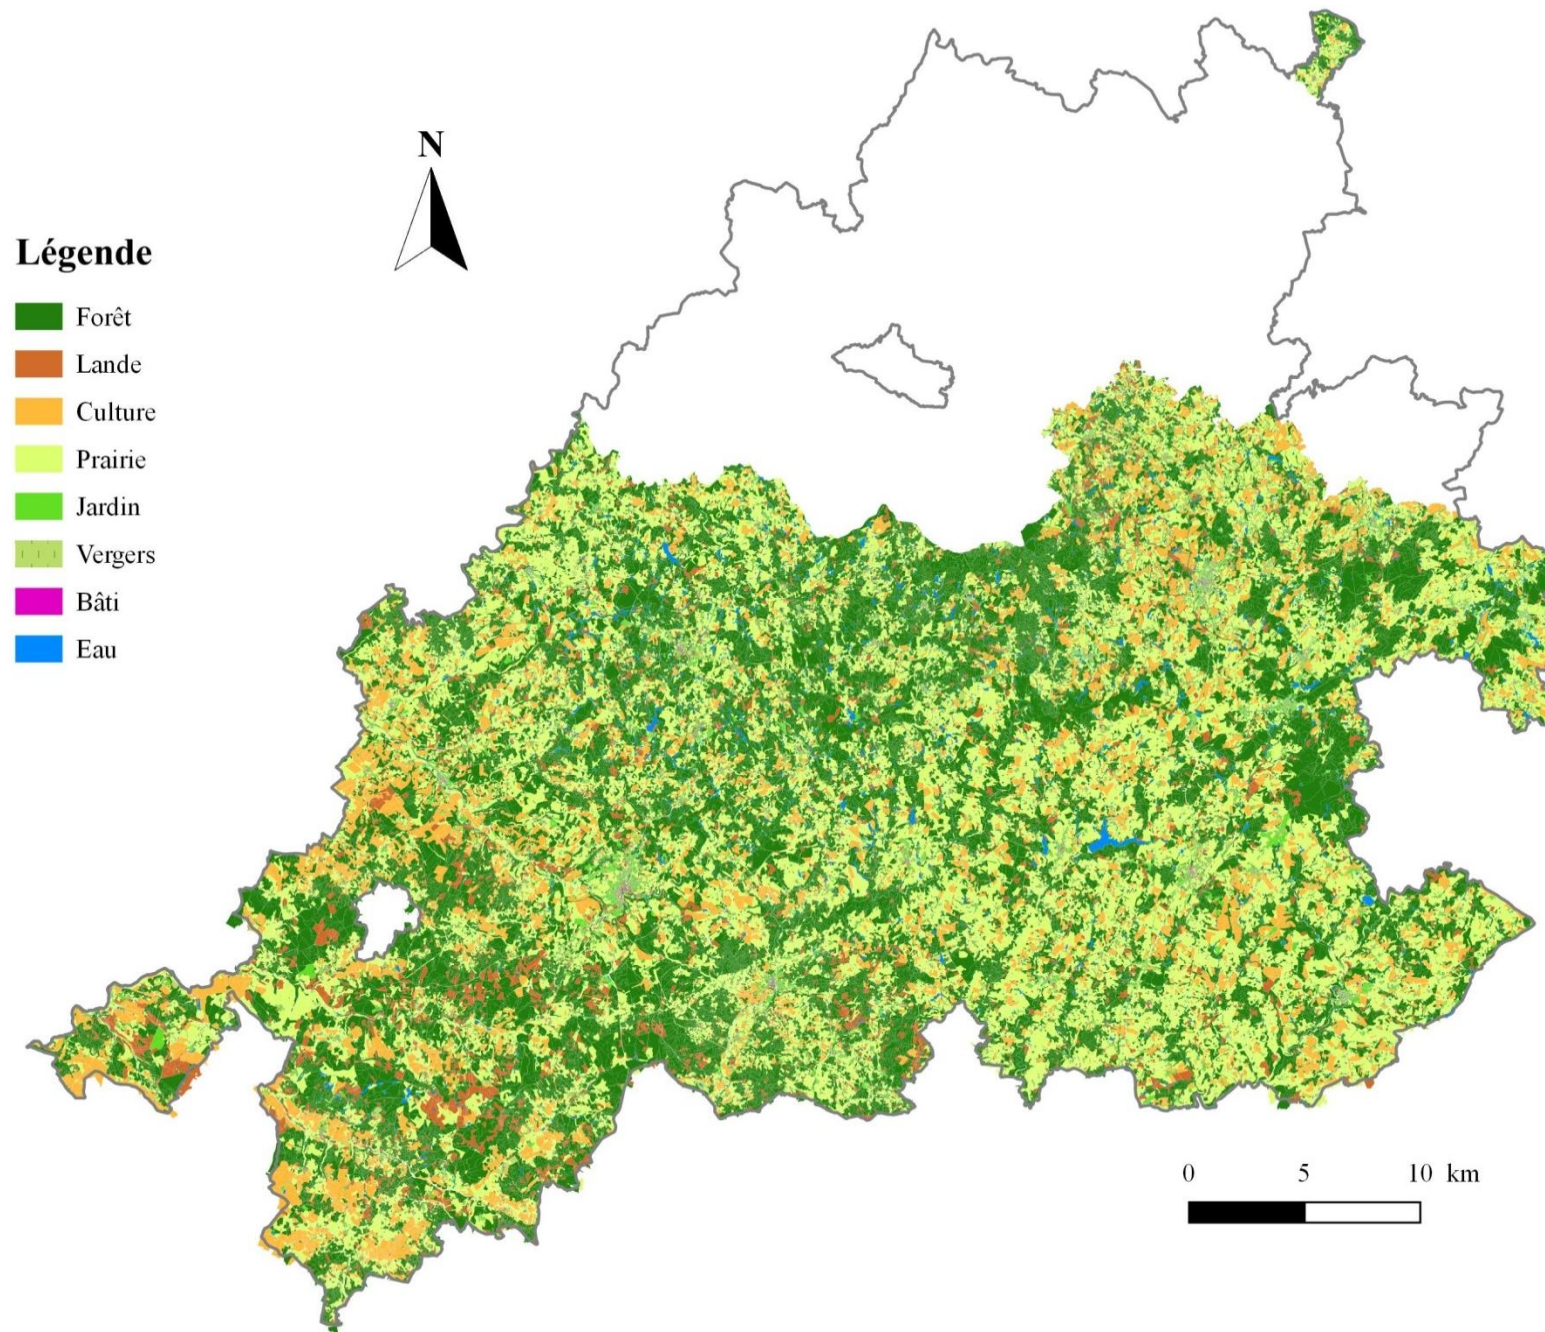 N
Légende
Forêt
Lande
Culture
Prairie
Jardin
Vergers
Bâti
Eau
0 5 10 km